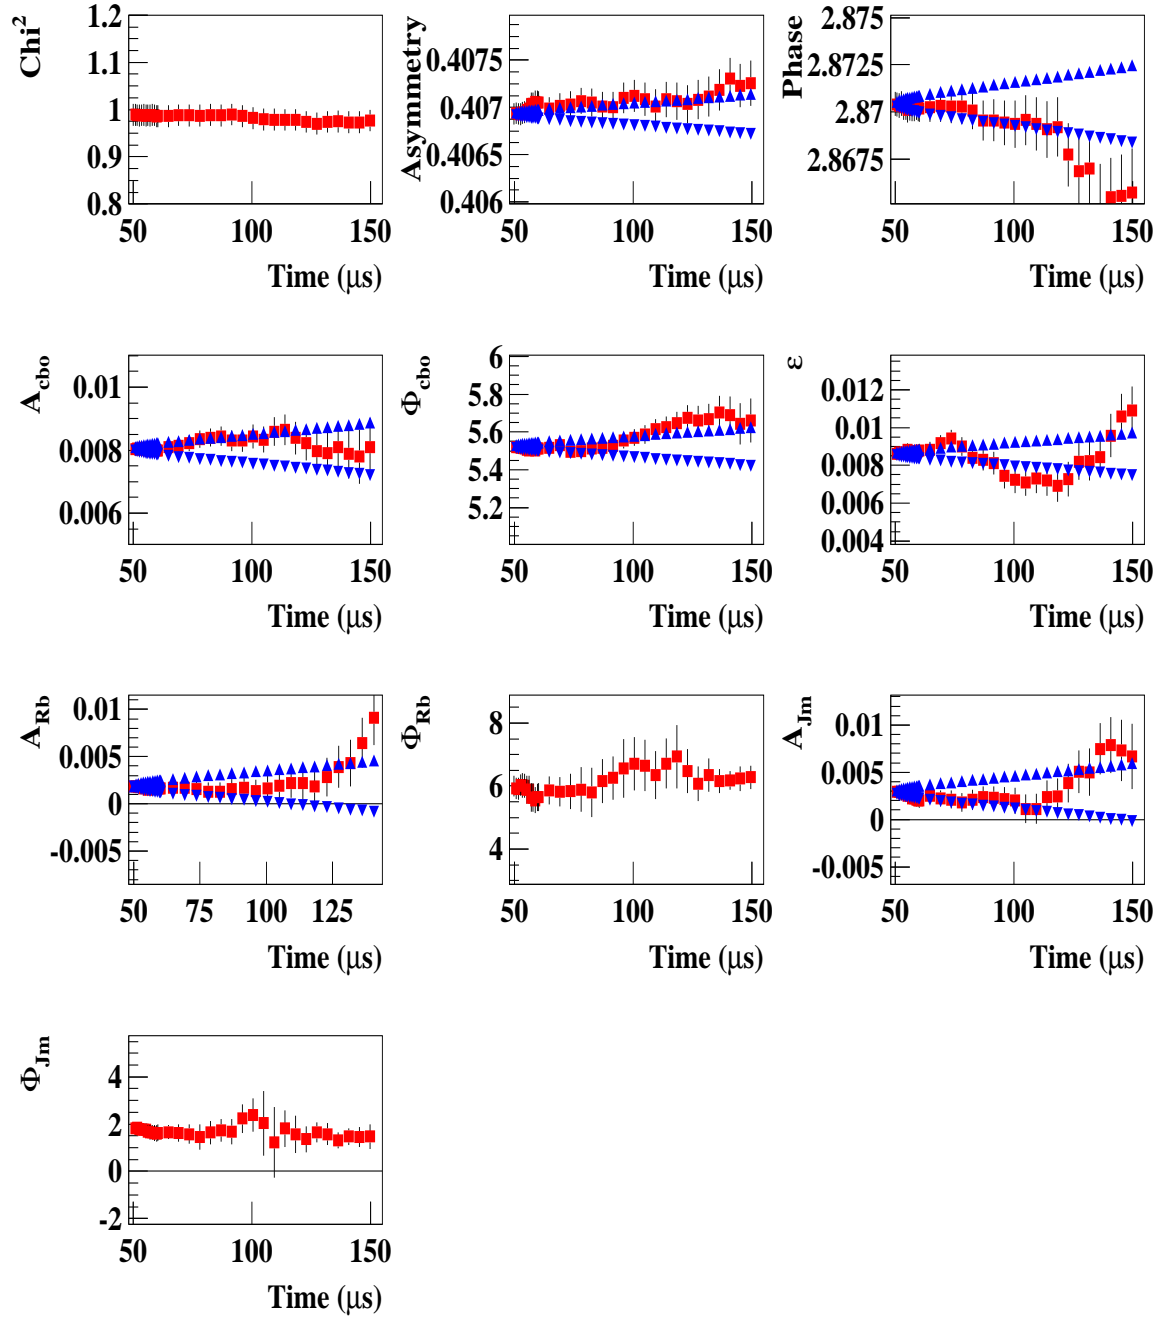 Chi²
1.2
1.1
1
0.9
0.8
50 100 150
Time (μs)
Asymmetry
0.4075
0.407
0.4065
0.406
50 100 150
Time (μs)
Phase
2.875
2.8725
2.87
2.8675
50 100 150
Time (μs)
A_cbo
0.01
0.008
0.006
50 100 150
Time (μs)
Φ_cbo
6
5.8
5.6
5.4
5.2
50 100 150
Time (μs)
ε
0.012
0.01
0.008
0.006
0.004
50 100 150
Time (μs)
A_Rb
0.01
0.005
0
-0.005
50 75 100 125
Time (μs)
Φ_Rb
8
6
4
50 100 150
Time (μs)
A_Jm
0.01
0.005
0
-0.005
50 100 150
Time (μs)
Φ_Jm
4
2
0
-2
50 100 150
Time (μs)